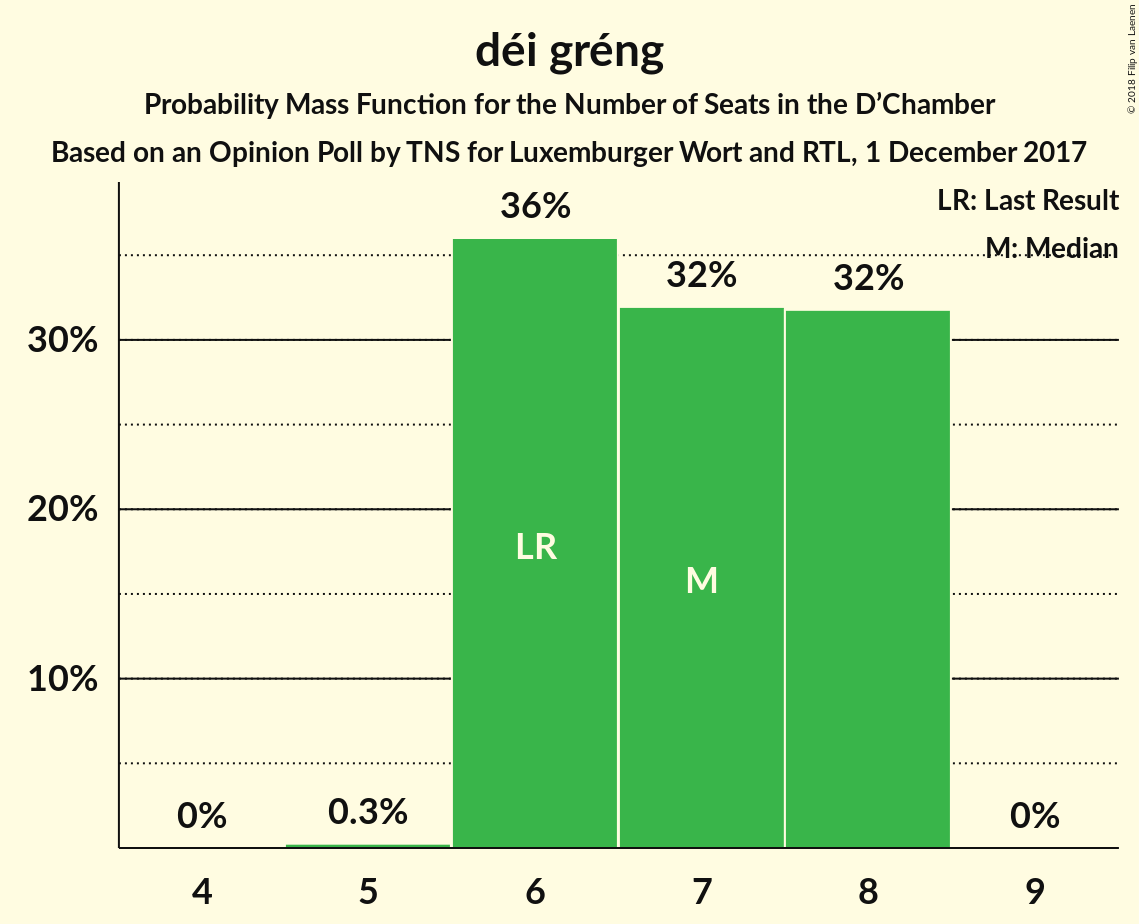 déi gréng
Probability Mass Function for the Number of Seats in the D’Chamber
Based on an Opinion Poll by TNS for Luxemburger Wort and RTL, 1 December 2017
© 2018 Filip van Laenen
LR: Last Result
M: Median
36%
32%
32%
30%
20%
10%
LR
M
0%
0.3%
0%
4
5
6
7
8
9